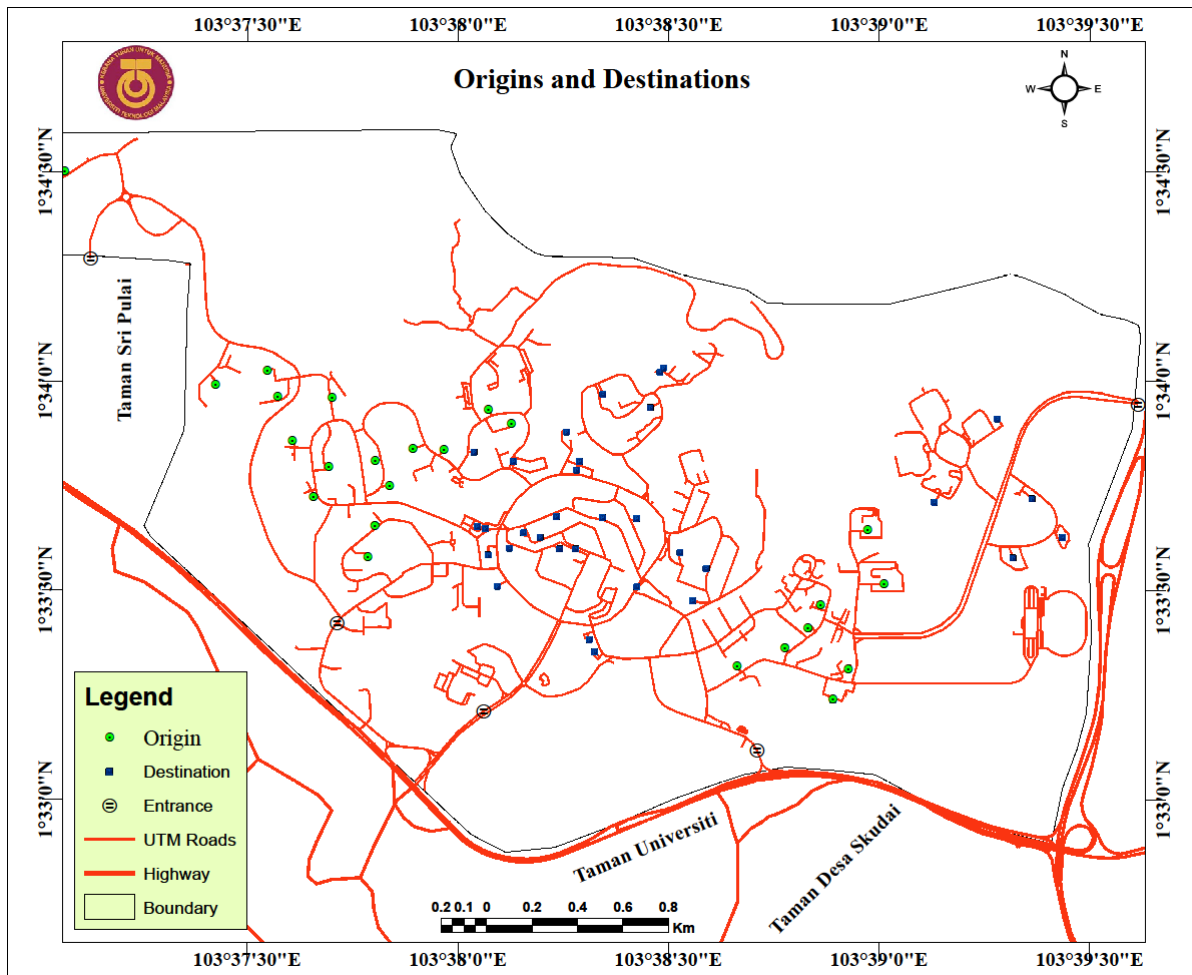 103°37'30"E 103°38'0"E 103°38'30"E 103°39'0"E 103°39'30"E
Origins and Destinations
N
W E
S
1°34'30"N 1°34'30"N
Taman Sri Pulai
1°34'0"N 1°34'0"N
1°33'30"N 1°33'30"N
1°33'0"N 1°33'0"N
Legend
Origin
Destination
Entrance
UTM Roads
Highway
Boundary
Taman Universiti
Taman Desa Skudai
0.2 0.1 0 0.2 0.4 0.6 0.8
Km
103°37'30"E 103°38'0"E 103°38'30"E 103°39'0"E 103°39'30"E